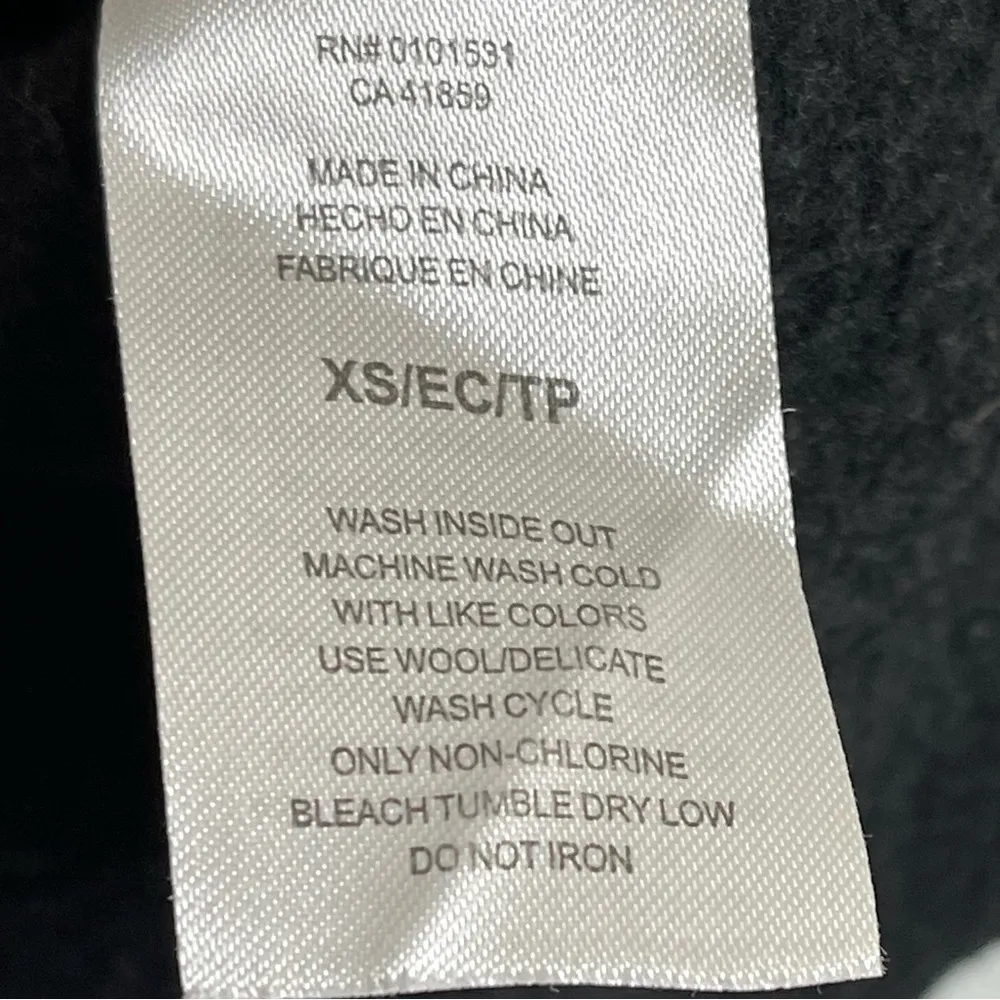 RN# 0101531
CA 41859
MADE IN CHINA
HECHO EN CHINA
FABRIQUE EN CHINE
XS/EC/TP
WASH INSIDE OUT
MACHINE WASH COLD
WITH LIKE COLORS
USE WOOL/DELICATE
WASH CYCLE
ONLY NON-CHLORINE
BLEACH TUMBLE DRY LOW
DO NOT IRON